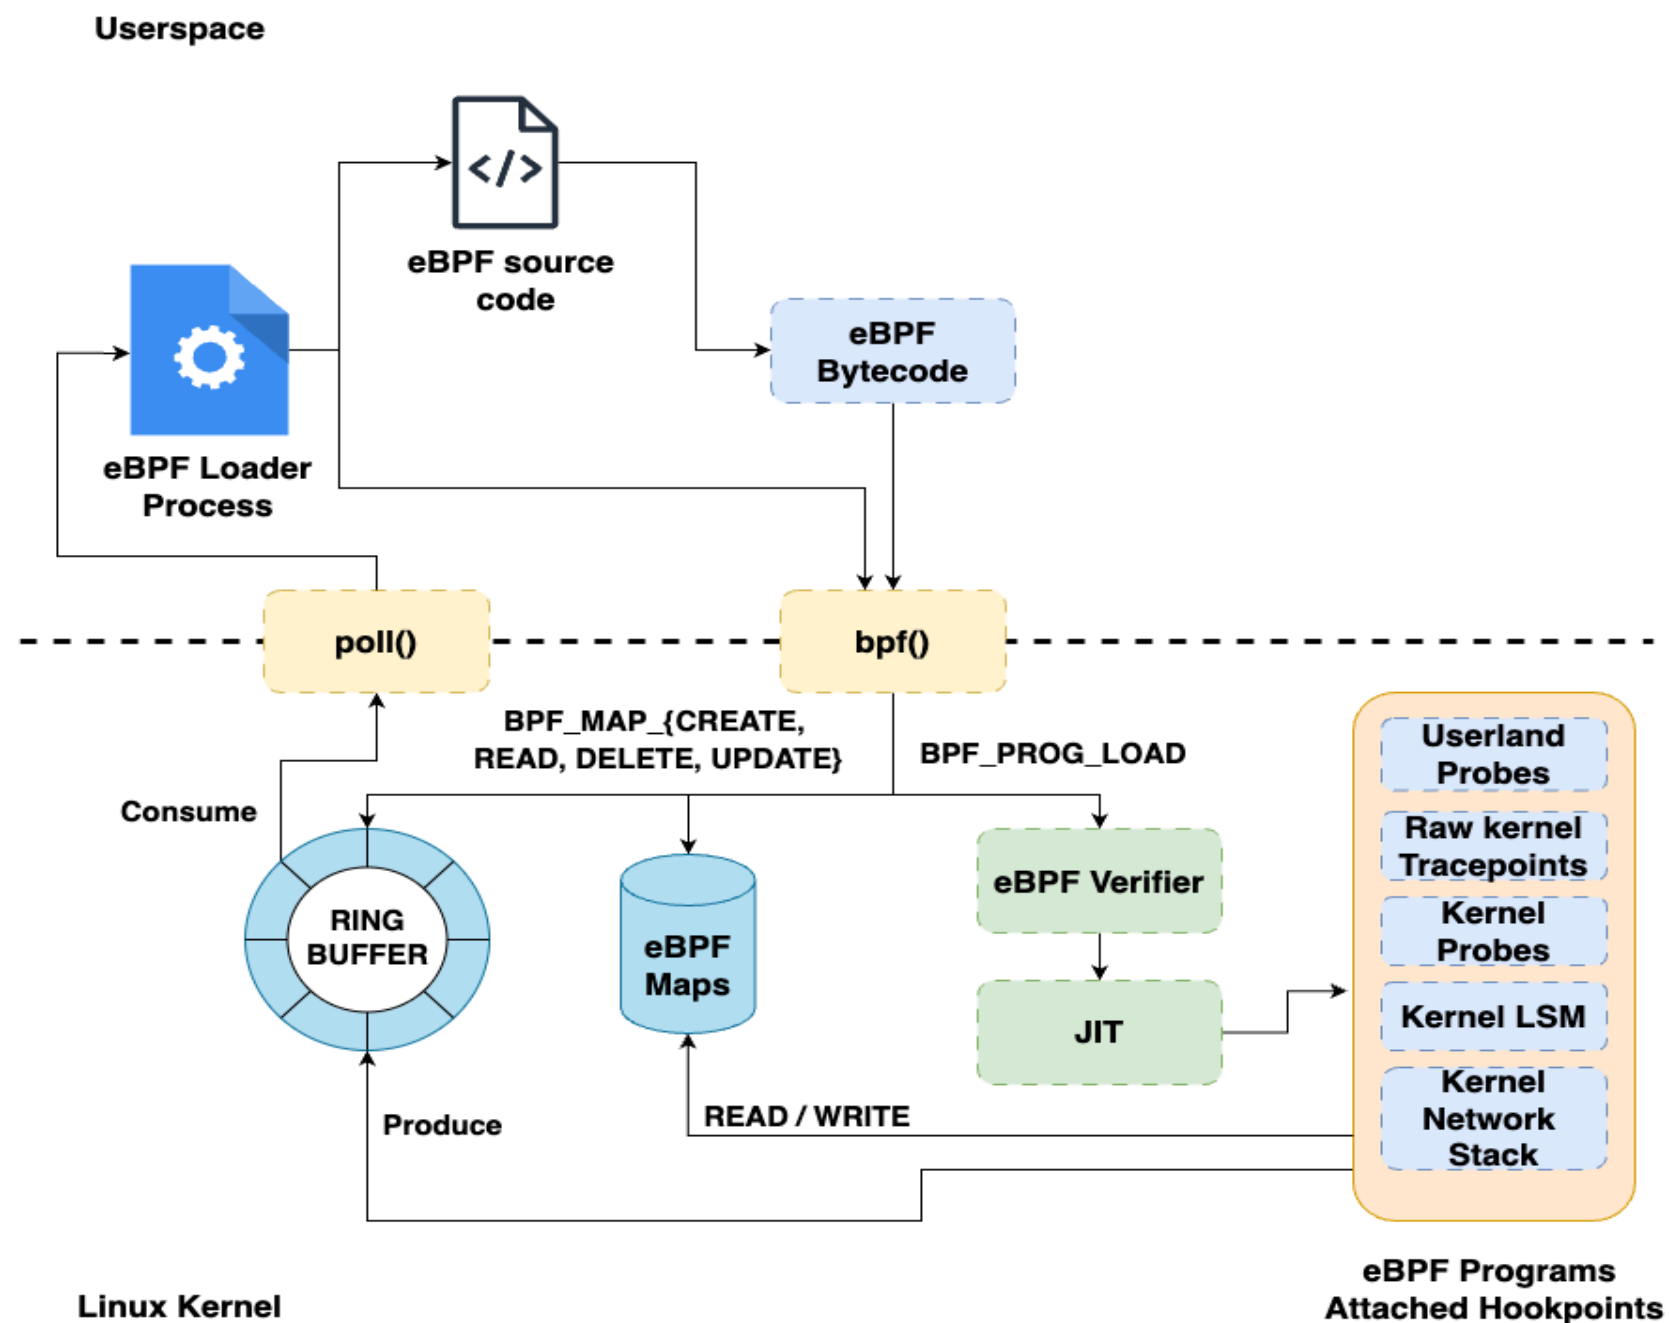 Userspace
</>
eBPF source
code
eBPF
Bytecode
eBPF Loader
Process
poll()
bpf()
BPF_MAP_{CREATE,
READ, DELETE, UPDATE}
BPF_PROG_LOAD
Consume
RING
BUFFER
eBPF
Maps
eBPF Verifier
JIT
Userland
Probes
Raw kernel
Tracepoints
Kernel
Probes
Kernel LSM
Kernel
Network
Stack
READ / WRITE
Produce
eBPF Programs
Attached Hookpoints
Linux Kernel